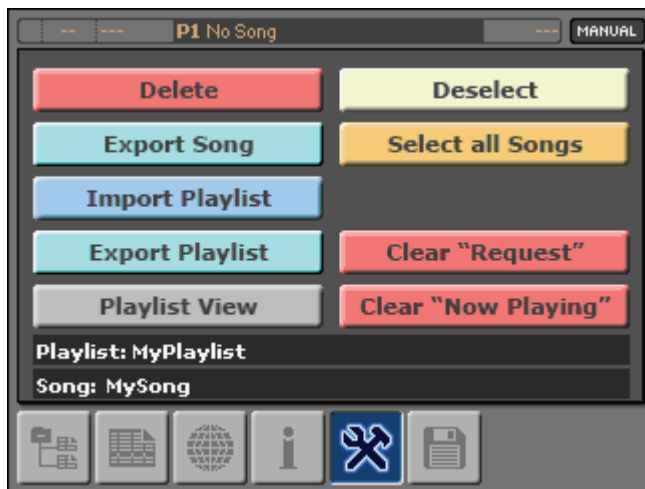 -- --- P1 No Song --- MANUAL
Delete Deselect
Export Song Select all Songs
Import Playlist
Export Playlist Clear “Request”
Playlist View Clear “Now Playing”
Playlist: MyPlaylist
Song: MySong
i